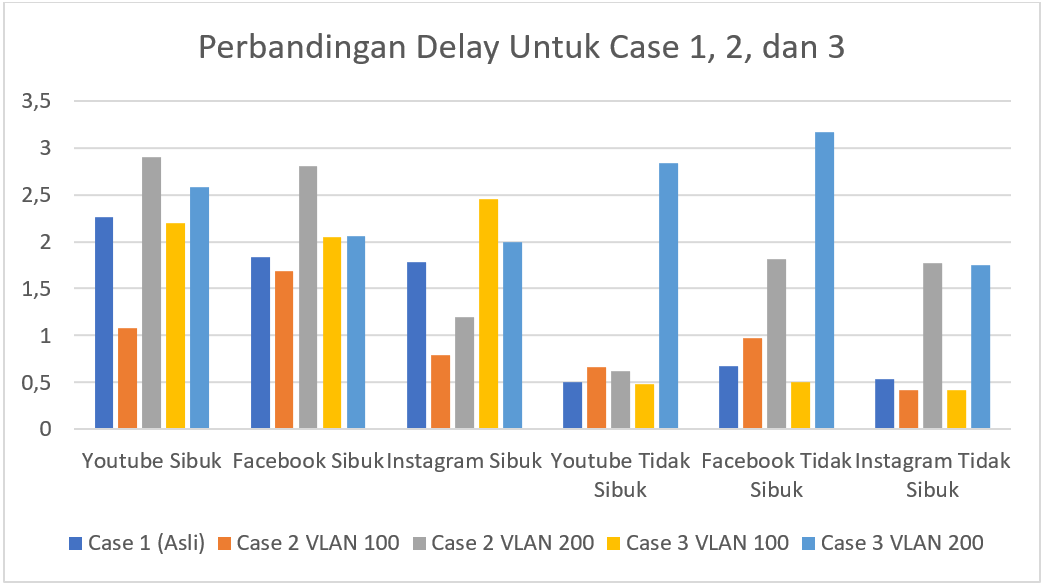 Perbandingan Delay Untuk Case 1, 2, dan 3
3,5
3
2,5
2
1,5
1
0,5
0
Youtube Sibuk Facebook Sibuk Instagram Sibuk Youtube Tidak Facebook Tidak Instagram Tidak
Sibuk Sibuk Sibuk
Case 1 (Asli) Case 2 VLAN 100 Case 2 VLAN 200 Case 3 VLAN 100 Case 3 VLAN 200